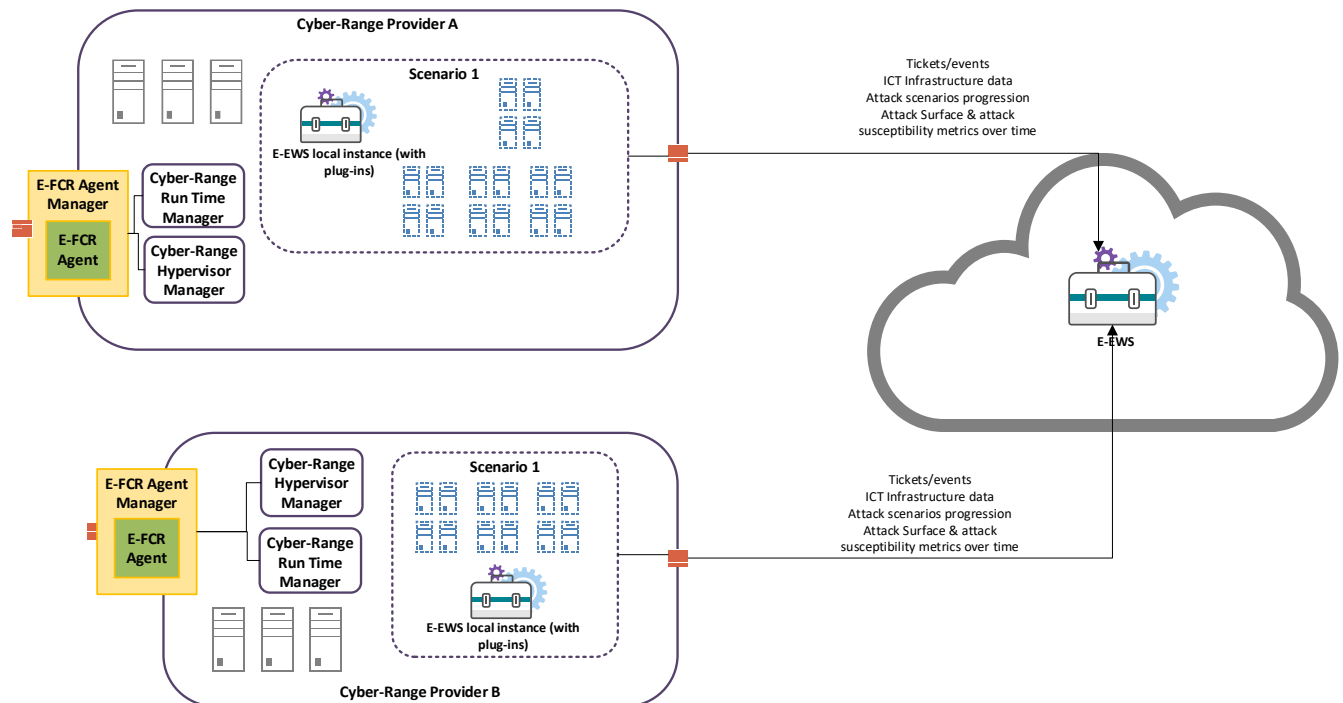 Cyber-Range Provider A
Scenario 1
E-EWS local instance (with
plug-ins)
E-FCR Agent
Manager
E-FCR
Agent
Cyber-Range
Run Time
Manager
Cyber-Range
Hypervisor
Manager
Tickets/events
ICT Infrastructure data
Attack scenarios progression
Attack Surface & attack
susceptibility metrics over time
E-EWS
E-FCR Agent
Manager
E-FCR
Agent
Cyber-Range
Hypervisor
Manager
Cyber-Range
Run Time
Manager
Scenario 1
E-EWS local instance (with
plug-ins)
Cyber-Range Provider B
Tickets/events
ICT Infrastructure data
Attack scenarios progression
Attack Surface & attack
susceptibility metrics over time